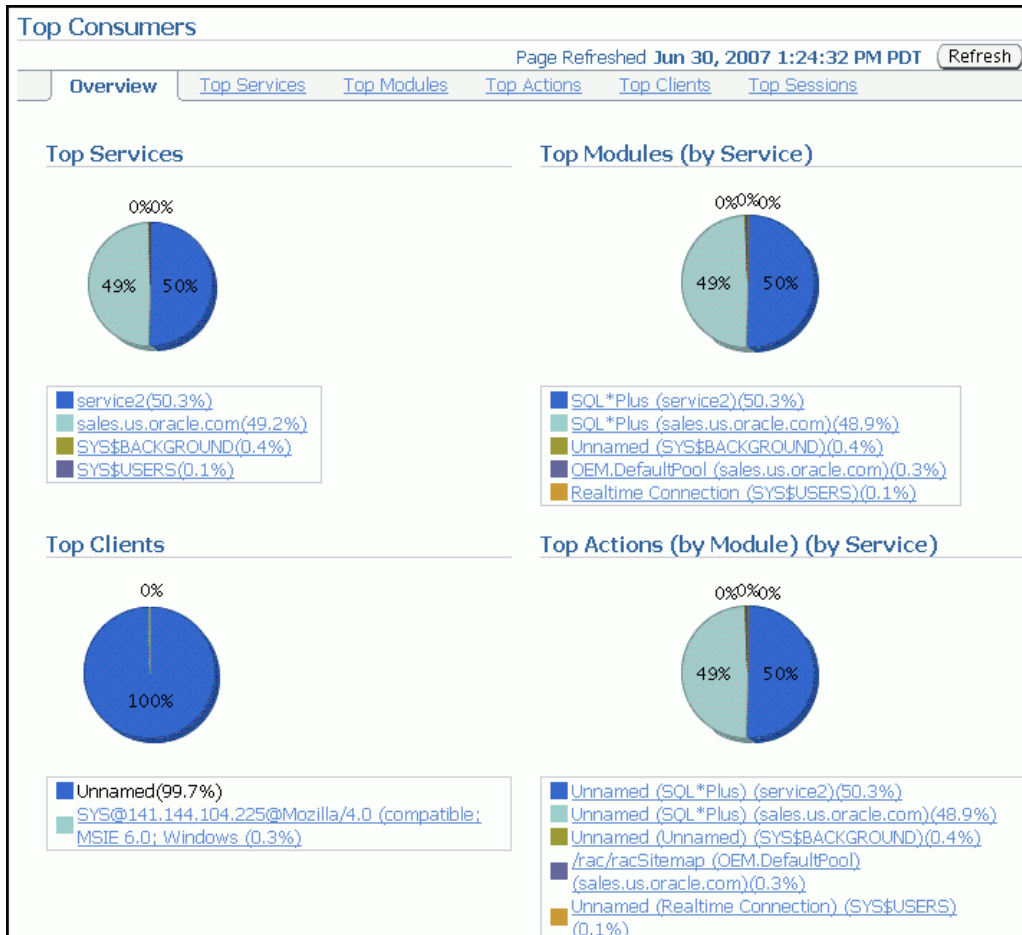 Top Consumers
Page Refreshed Jun 30, 2007 1:24:32 PM PDT Refresh
Overview Top Services Top Modules Top Actions Top Clients Top Sessions
Top Services
0%0%
49% 50%
service2(50.3%)
sales.us.oracle.com(49.2%)
SYS$BACKGROUND(0.4%)
SYS$USERS(0.1%)
Top Modules (by Service)
0%0%0%
49% 50%
SQL*Plus (service2)(50.3%)
SQL*Plus (sales.us.oracle.com)(48.9%)
Unnamed (SYS$BACKGROUND)(0.4%)
OEM.DefaultPool (sales.us.oracle.com)(0.3%)
Realtime Connection (SYS$USERS)(0.1%)
Top Clients
0%
100%
Unnamed(99.7%)
SYS@141.144.104.225@Mozilla/4.0 (compatible;
MSIE 6.0; Windows (0.3%)
Top Actions (by Module) (by Service)
0%0%0%
49% 50%
Unnamed (SQL*Plus) (service2)(50.3%)
Unnamed (SQL*Plus) (sales.us.oracle.com)(48.9%)
Unnamed (Unnamed) (SYS$BACKGROUND)(0.4%)
/rac/racSitemap (OEM.DefaultPool)
(sales.us.oracle.com)(0.3%)
Unnamed (Realtime Connection) (SYS$USERS)
(0.1%)